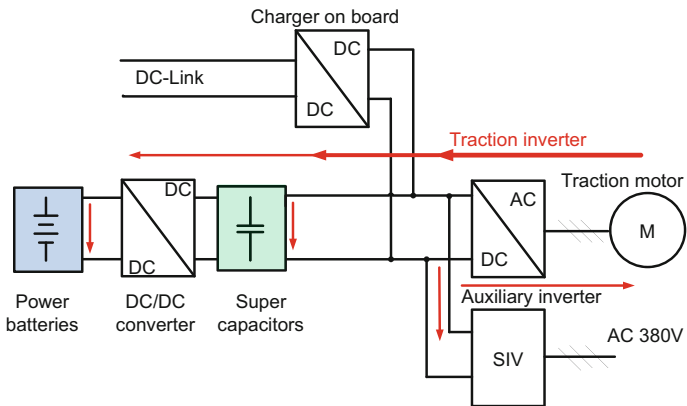 Charger on board
DC
DC-Link
DC
Traction inverter
Traction motor
DC
AC
M
DC
DC
Power
batteries
DC/DC
converter
Super
capacitors
Auxiliary inverter
SIV
AC 380V